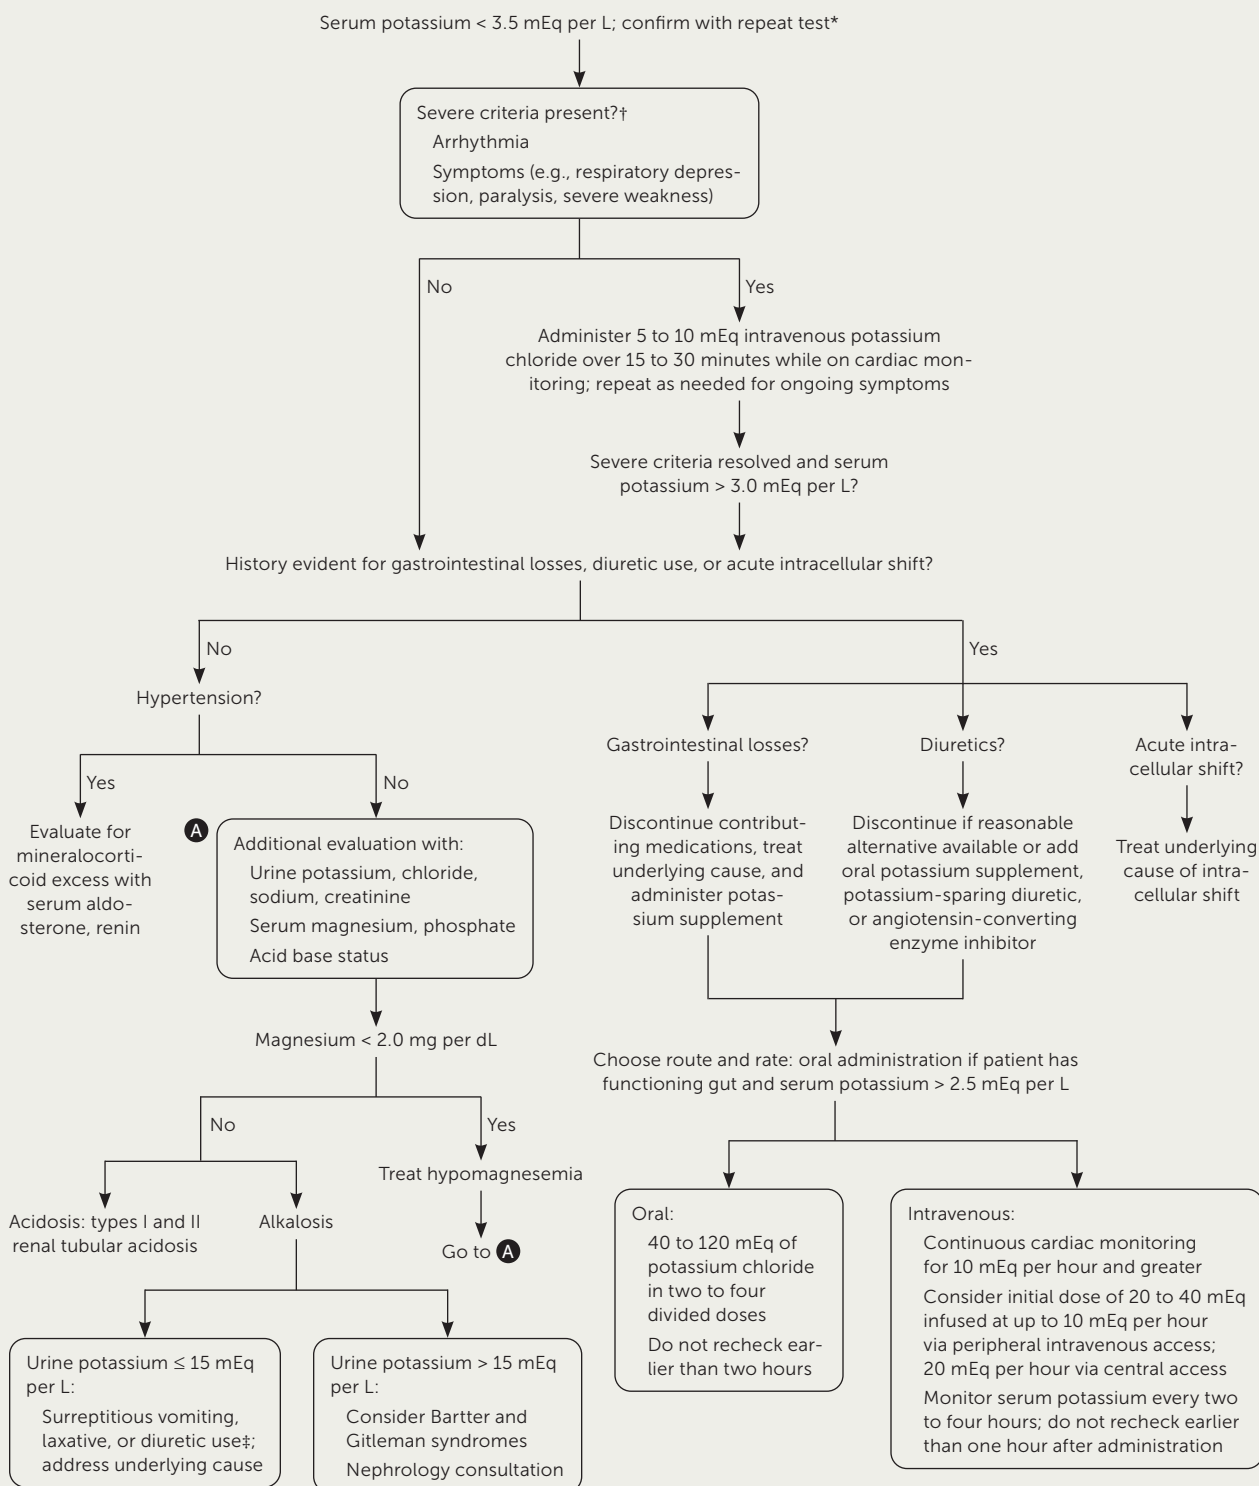 Serum potassium < 3.5 mEq per L; confirm with repeat test*
Severe criteria present?†
Arrhythmia
Symptoms (e.g., respiratory depres-
sion, paralysis, severe weakness)
No
Yes
Administer 5 to 10 mEq intravenous potassium
chloride over 15 to 30 minutes while on cardiac mon-
itoring; repeat as needed for ongoing symptoms
Severe criteria resolved and serum
potassium > 3.0 mEq per L?
History evident for gastrointestinal losses, diuretic use, or acute intracellular shift?
No
Yes
Hypertension?
Yes
No
Evaluate for
mineralocorti-
coid excess with
serum aldo-
sterone, renin
A
Additional evaluation with:
Urine potassium, chloride,
sodium, creatinine
Serum magnesium, phosphate
Acid base status
Magnesium < 2.0 mg per dL
No
Yes
Acidosis: types I and II
renal tubular acidosis
Alkalosis
Treat hypomagnesemia
Go to A
Urine potassium ≤ 15 mEq
per L:
Surreptitious vomiting,
laxative, or diuretic use‡;
address underlying cause
Urine potassium > 15 mEq
per L:
Consider Bartter and
Gitleman syndromes
Nephrology consultation
Gastrointestinal losses?
Discontinue contribut-
ing medications, treat
underlying cause, and
administer potas-
sium supplement
Diuretics?
Discontinue if reasonable
alternative available or add
oral potassium supplement,
potassium-sparing diuretic,
or angiotensin-converting
enzyme inhibitor
Acute intra-
cellular shift?
Treat underlying
cause of intra-
cellular shift
Choose route and rate: oral administration if patient has
functioning gut and serum potassium > 2.5 mEq per L
Oral:
40 to 120 mEq of
potassium chloride
in two to four
divided doses
Do not recheck ear-
lier than two hours
Intravenous:
Continuous cardiac monitoring
for 10 mEq per hour and greater
Consider initial dose of 20 to 40 mEq
infused at up to 10 mEq per hour
via peripheral intravenous access;
20 mEq per hour via central access
Monitor serum potassium every two
to four hours; do not recheck earlier
than one hour after administration